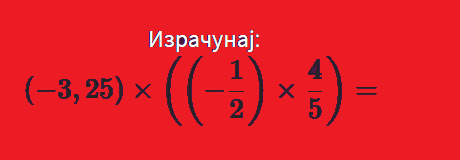 Израчунај:
(−3,25) × ((−1/2) × 4/5) =